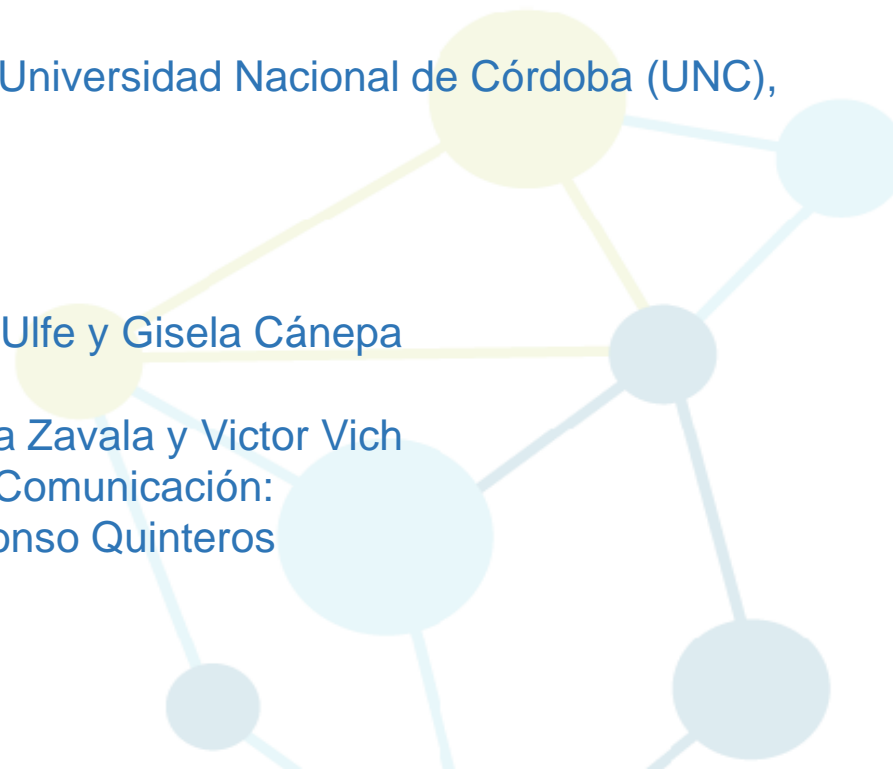 Universidad Nacional de Córdoba (UNC),
Ulfe y Gisela Cánepa
a Zavala y Victor Vich
Comunicación:
onso Quinteros